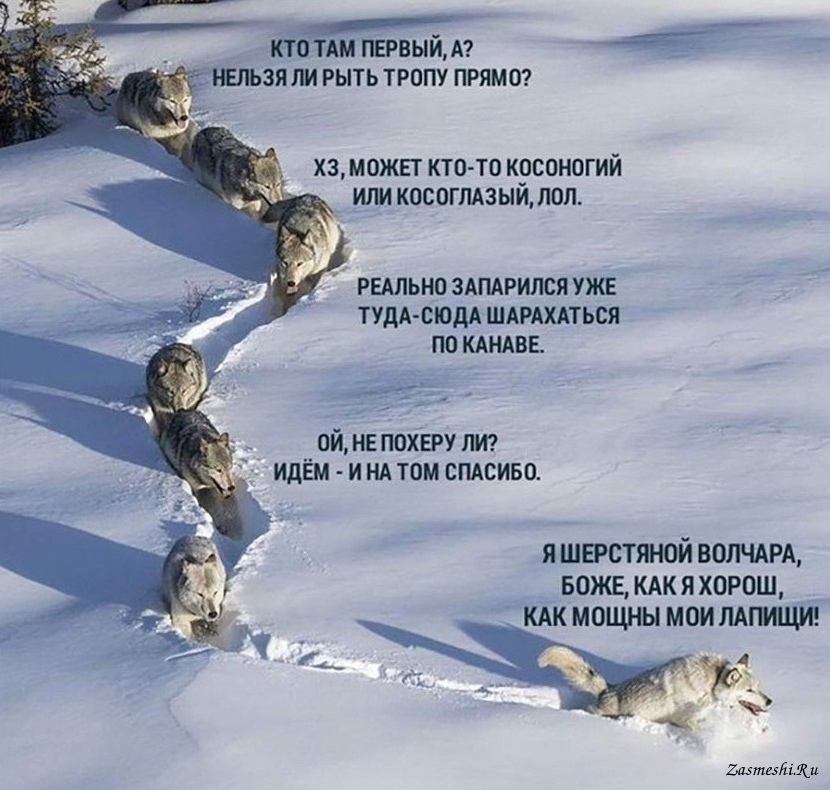 КТО ТАМ ПЕРВЫЙ, А?
НЕЛЬЗЯ ЛИ РЫТЬ ТРОПУ ПРЯМО?
ХЗ, МОЖЕТ КТО-ТО КОСОНОГИЙ
ИЛИ КОСОГЛАЗЫЙ, ЛОЛ.
РЕАЛЬНО ЗАПАРИЛСЯ УЖЕ
ТУДА-СЮДА ШАРАХАТЬСЯ
ПО КАНАВЕ.
ОЙ, НЕ ПОХЕРУ ЛИ?
ИДЁМ - И НА ТОМ СПАСИБО.
Я ШЕРСТЯНОЙ ВОЛЧАРА,
БОЖЕ, КАК Я ХОРОШ,
КАК МОЩНЫ МОИ ЛАПИЩИ!
Zasmeshi.Ru